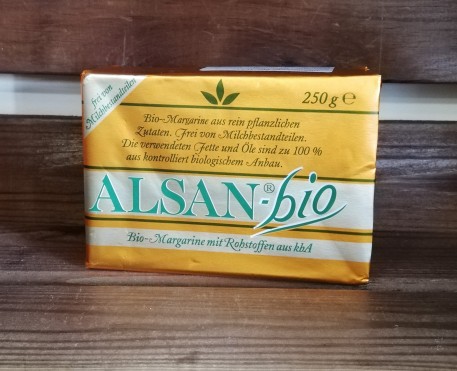 frei von
Milchbestandteilen
250 g ℮
Bio-Margarine aus rein pflanzlichen
Zutaten. Frei von Milchbestandteilen.
Die verwendeten Fette und Öle sind zu 100 %
aus kontrolliert biologischem Anbau.
ALSAN®-bio
Bio-Margarine mit Rohstoffen aus kbA